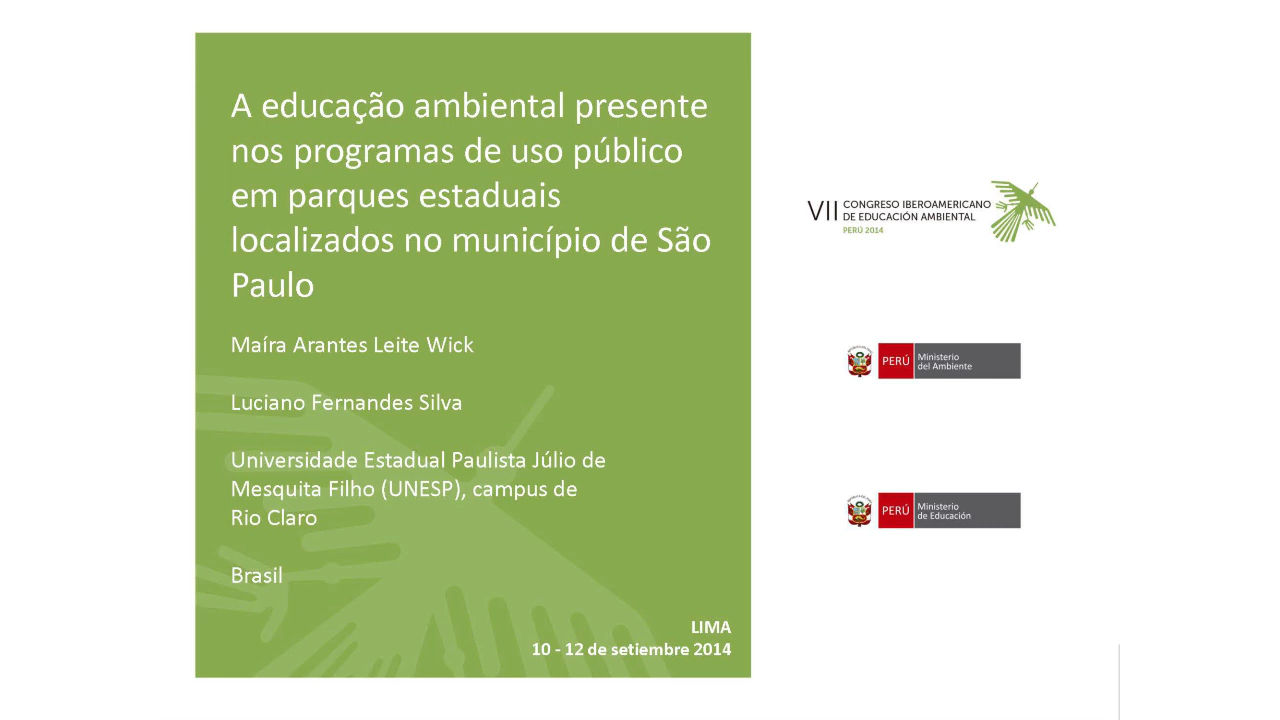 A educação ambiental presente
nos programas de uso público
em parques estaduais
localizados no município de São
Paulo
Maíra Arantes Leite Wick
Luciano Fernandes Silva
Universidade Estadual Paulista Júlio de
Mesquita Filho (UNESP), campus de
Rio Claro
Brasil
LIMA
10 - 12 de setiembre 2014
VII CONGRESO IBEROAMERICANO
DE EDUCACIÓN AMBIENTAL
PERÚ 2014
PERÚ Ministerio
del Ambiente
PERÚ Ministerio
de Educación